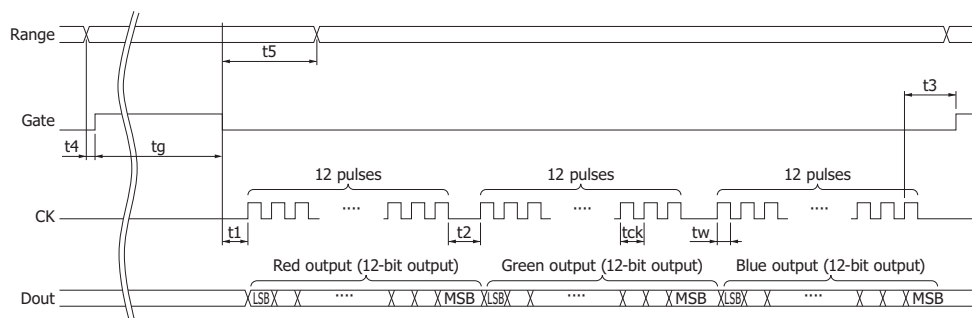 Range
t5
t3
Gate
t4
tg
12 pulses
12 pulses
12 pulses
CK
t1
t2
tck
tw
Red output (12-bit output)
Green output (12-bit output)
Blue output (12-bit output)
Dout
LSB
MSB
LSB
MSB
LSB
MSB